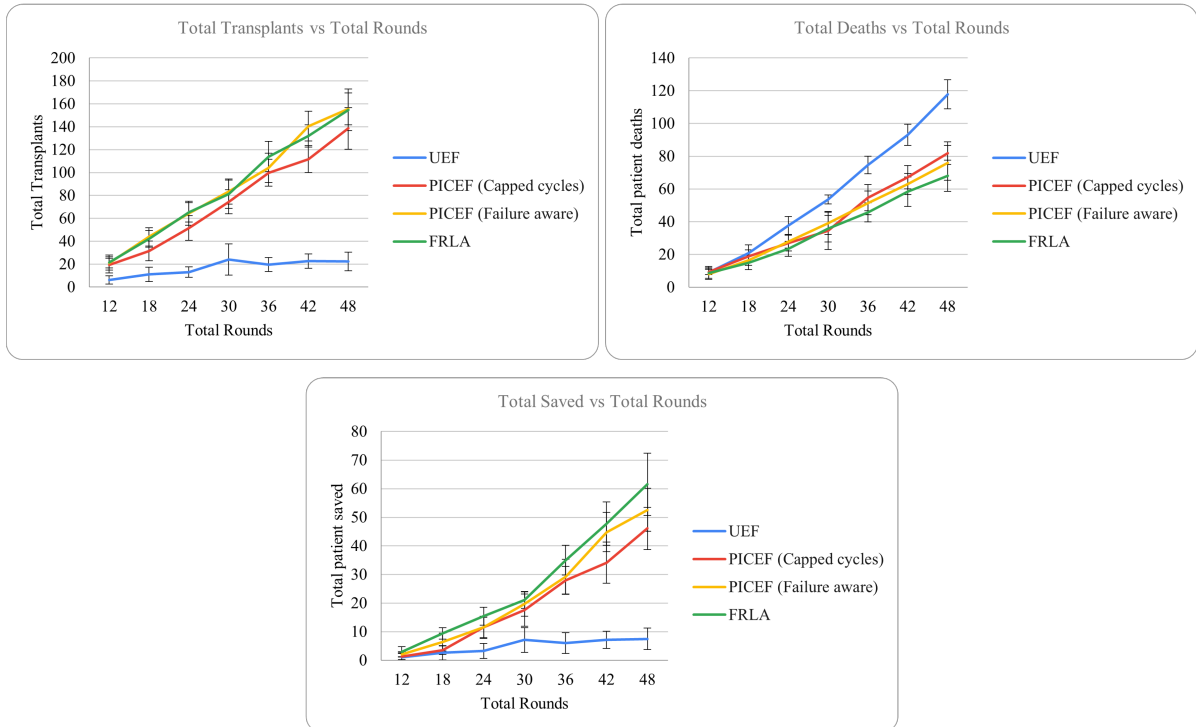 Total Transplants vs Total Rounds
200
180
160
140
120
100
80
60
40
20
0
Total Transplants
12 18 24 30 36 42 48
Total Rounds
UEF
PICEF (Capped cycles)
PICEF (Failure aware)
FRLA
Total Deaths vs Total Rounds
140
120
100
80
60
40
20
0
Total patient deaths
12 18 24 30 36 42 48
Total Rounds
UEF
PICEF (Capped cycles)
PICEF (Failure aware)
FRLA
Total Saved vs Total Rounds
80
70
60
50
40
30
20
10
0
Total patient saved
12 18 24 30 36 42 48
Total Rounds
UEF
PICEF (Capped cycles)
PICEF (Failure aware)
FRLA